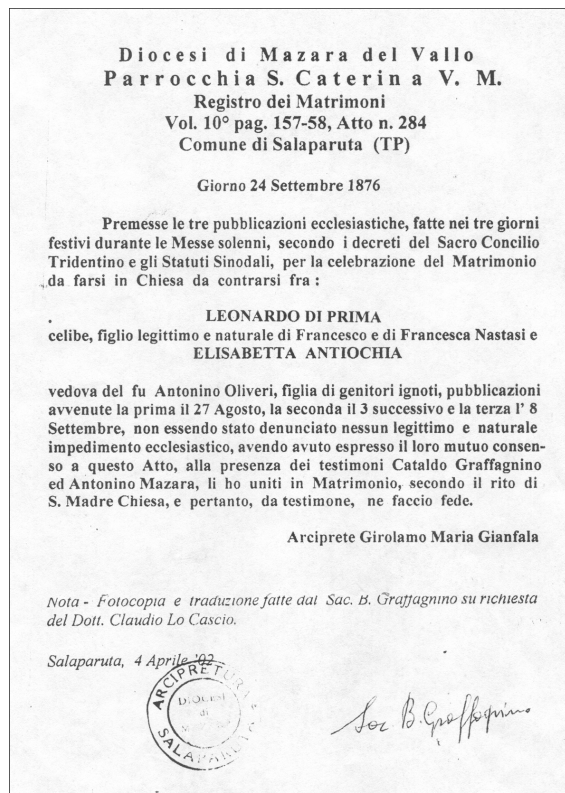 Diocesi di Mazara del Vallo
Parrocchia S. Caterina V. M.
Registro dei Matrimoni
Vol. 10° pag. 157-58, Atto n. 284
Comune di Salaparuta (TP)
Giorno 24 Settembre 1876
Premesse le tre pubblicazioni ecclesiastiche, fatte nei tre giorni
festivi durante le Messe solenni, secondo i decreti del Sacro Concilio
Tridentino e gli Statuti Sinodali, per la celebrazione del Matrimonio
da farsi in Chiesa da contrarsi fra :
LEONARDO DI PRIMA
celibe, figlio legittimo e naturale di Francesco e di Francesca Nastasi e
ELISABETTA ANTIOCHIA
vedova del fu Antonino Oliveri, figlia di genitori ignoti, pubblicazioni
avvenute la prima il 27 Agosto, la seconda il 3 successivo e la terza l' 8
Settembre, non essendo stato denunciato nessun legittimo e naturale
impedimento ecclesiastico, avendo avuto espresso il loro mutuo consen-
so a questo Atto, alla presenza dei testimoni Cataldo Graffagnino
ed Antonino Mazara, li ho uniti in Matrimonio, secondo il rito di
S. Madre Chiesa, e pertanto, da testimone, ne faccio fede.
Arciprete Girolamo Maria Gianfala
Nota - Fotocopia e traduzione fatte dal Sac. B. Graffagnino su richiesta
del Dott. Claudio Lo Cascio.
Salaparuta, 4 Aprile '02
ARCIPRETURA
DIOCESI
di
SALAPARUTA
Sac B. Graffagnino